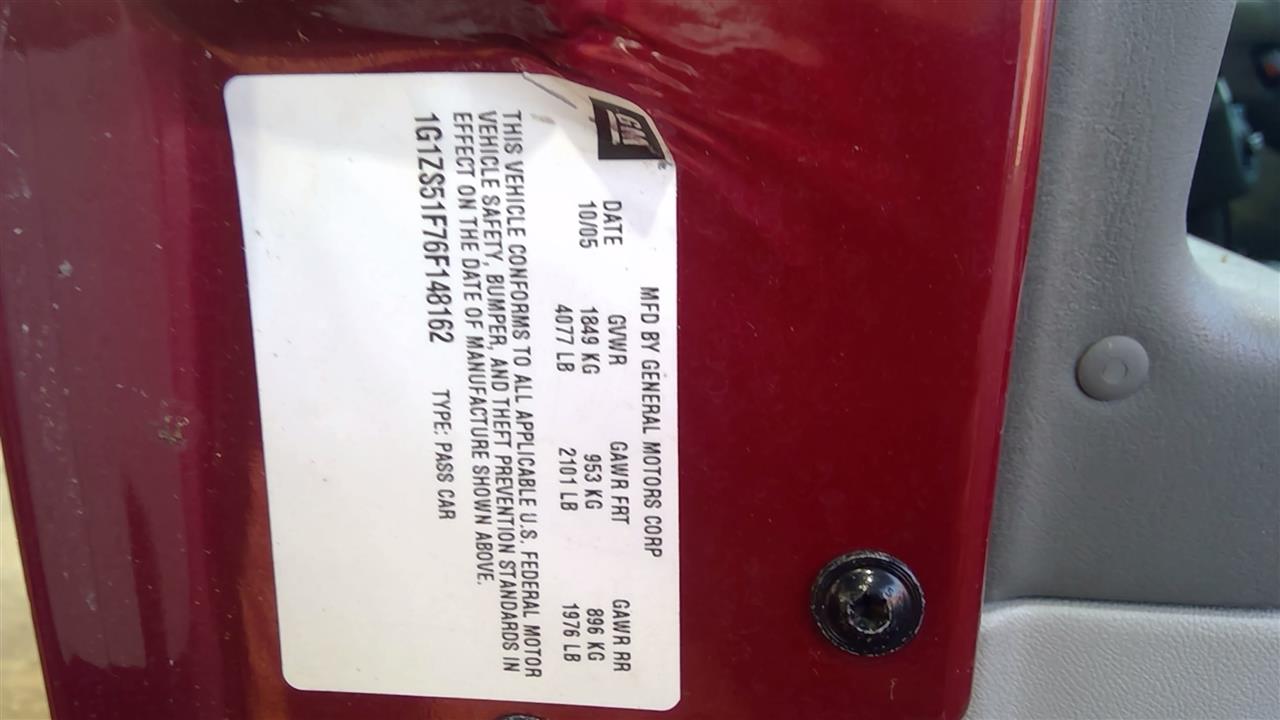 GM
MFD BY GENERAL MOTORS CORP
DATE GVWR GAWR FRT GAWR RR
10/05 1849 KG 953 KG 896 KG
4077 LB 2101 LB 1976 LB
THIS VEHICLE CONFORMS TO ALL APPLICABLE U.S. FEDERAL MOTOR
VEHICLE SAFETY, BUMPER, AND THEFT PREVENTION STANDARDS IN
EFFECT ON THE DATE OF MANUFACTURE SHOWN ABOVE.
1G1ZS51F76F148162 TYPE: PASS CAR